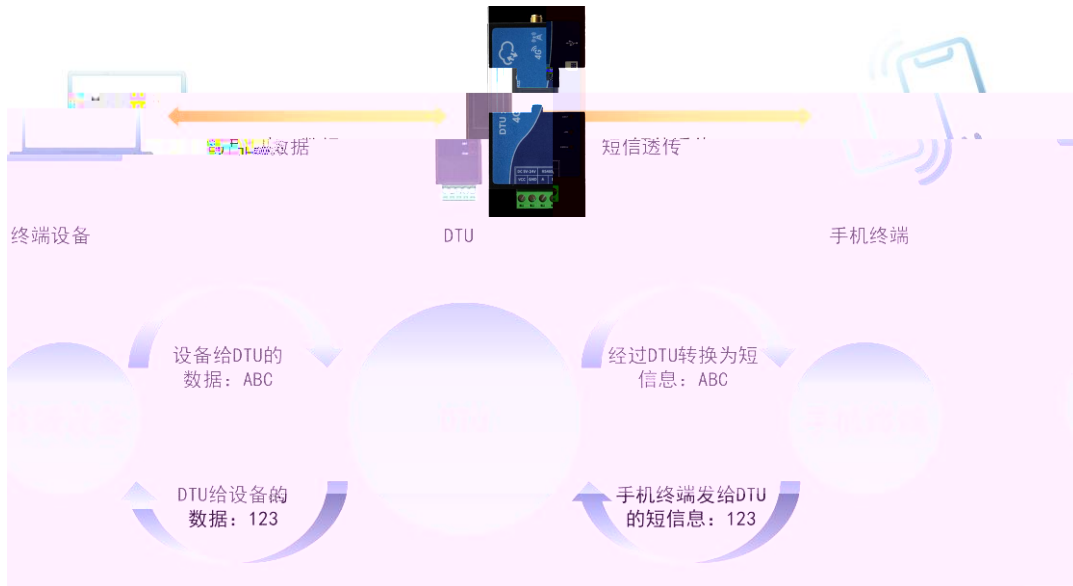 4G
DTU
4G
数据
短信透传
终端设备
DTU
手机终端
设备给DTU的
数据：ABC
经过DTU转换为短
信息：ABC
DTU给设备的
数据：123
手机终端发给DTU
的短信息：123